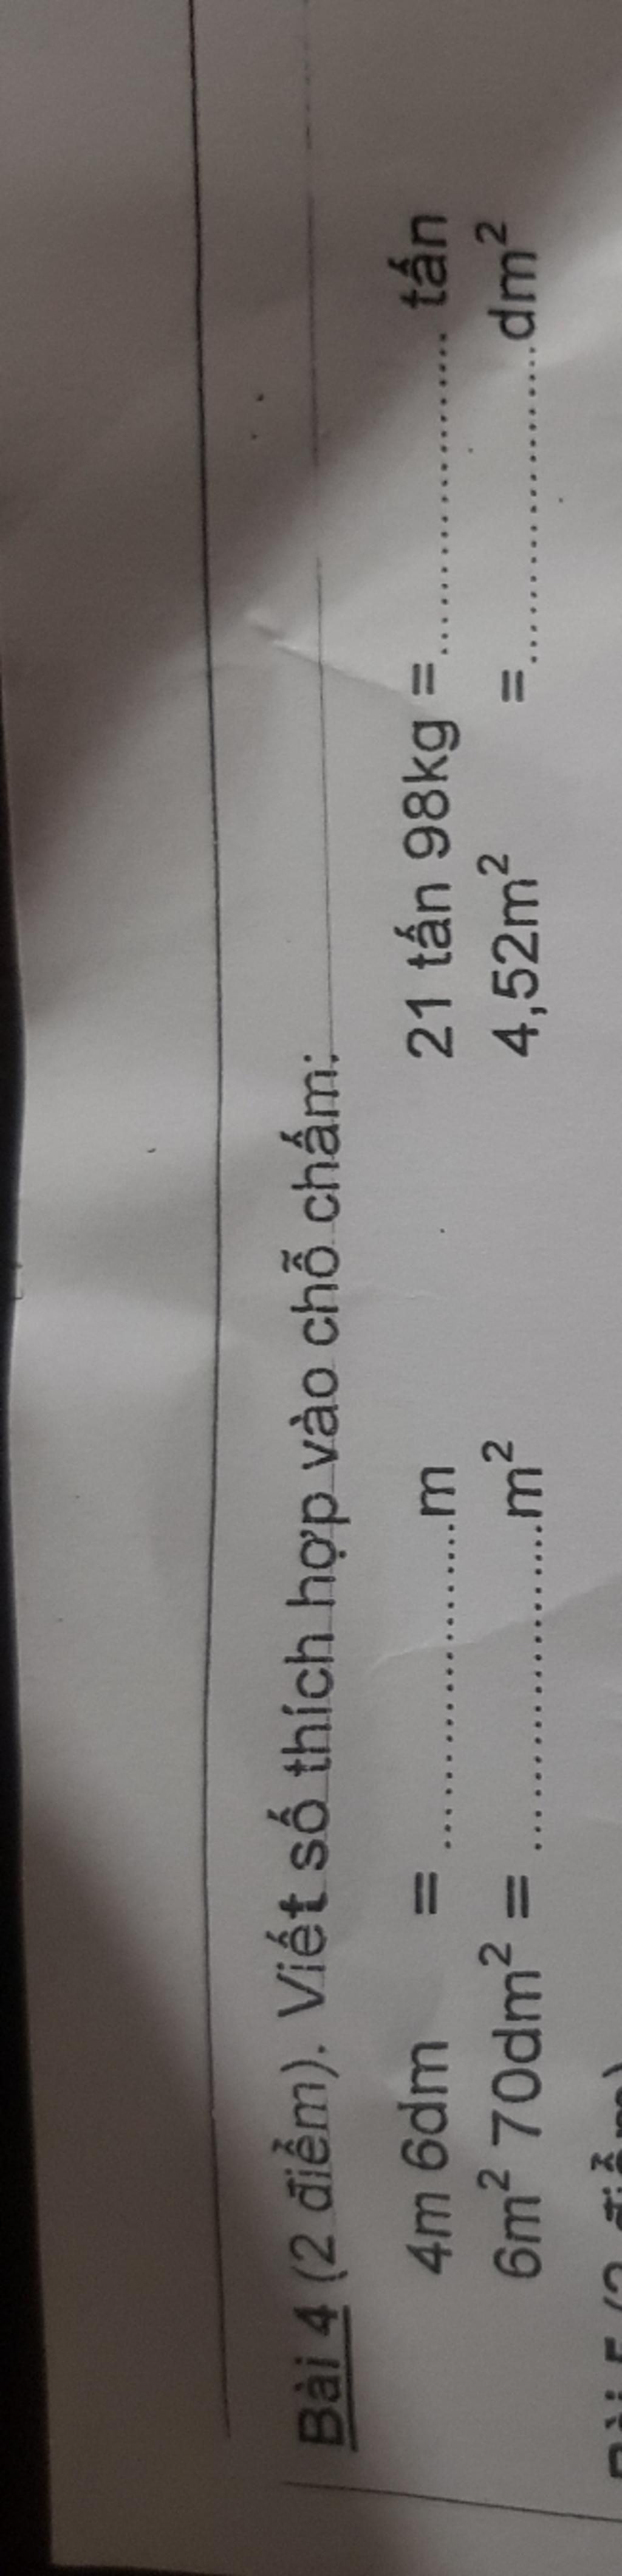 Bài 4 (2 điểm). Viết số thích hợp vào chỗ chấm:
4m 6dm = ........................m 21 tấn 98kg =........................ tấn
6m² 70dm² = ........................m² 4,52m² =........................dm²